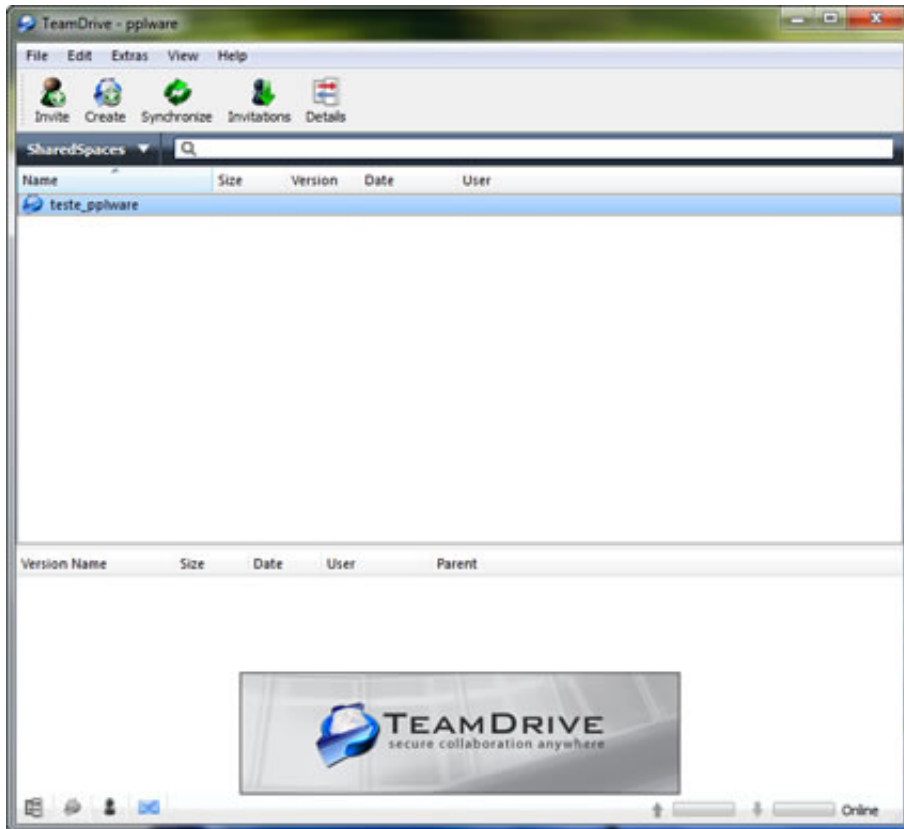 TeamDrive - pplware
File Edit Extras View Help
Invite Create Synchronize Invitations Details
SharedSpaces
Name Size Version Date User
teste_pplware
Version Name Size Date User Parent
TEAMDRIVE
secure collaboration anywhere
Online